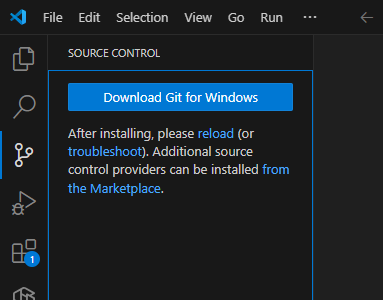 File Edit Selection View Go Run ···
SOURCE CONTROL
Download Git for Windows
After installing, please reload (or
troubleshoot). Additional source
control providers can be installed from
the Marketplace.
1